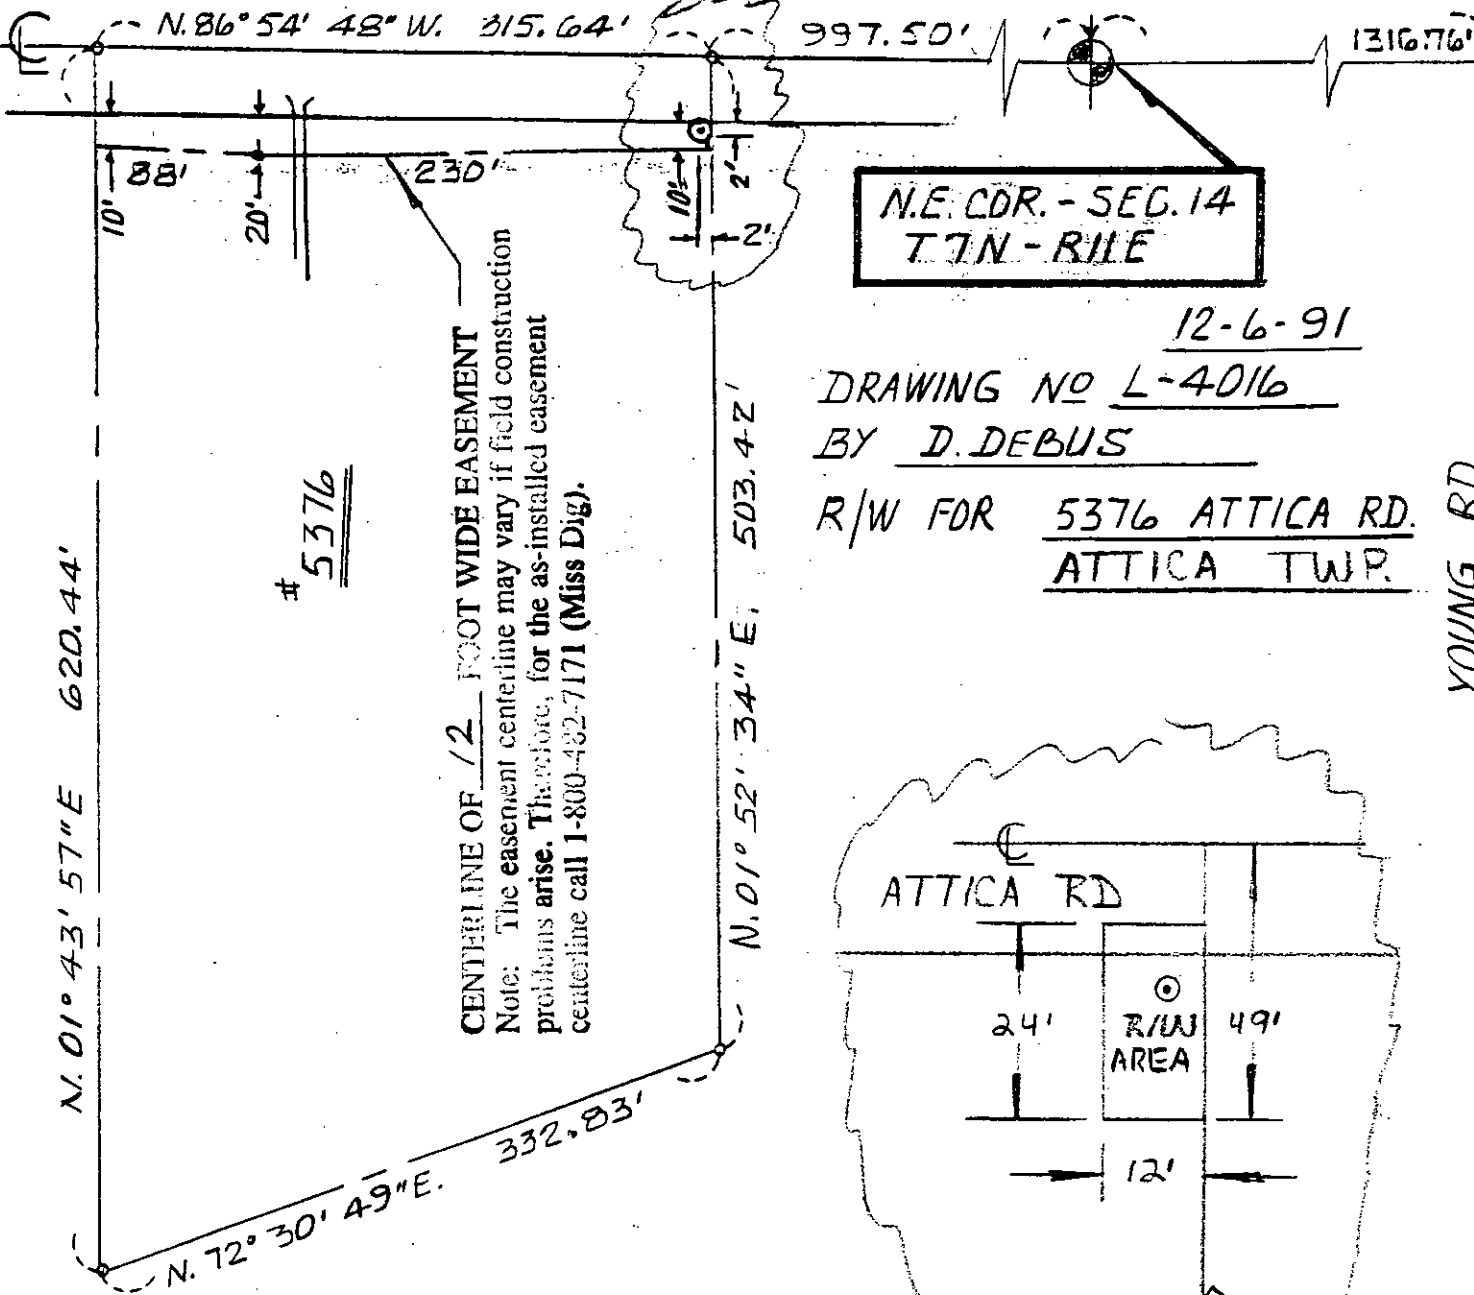 ℄ N. 86° 54' 48" W. 315.64' 997.50' 1316.76'
88' 230'
10' 20' 10' 2'
2'
N.E. COR. - SEC. 14
T7N - R11E
12-6-91
DRAWING Nº L-4016
BY D. DEBUS
R/W FOR 5376 ATTICA RD.
ATTICA TWP.
YOUNG RD
# 5376
CENTERLINE OF 12 FOOT WIDE EASEMENT
Note: The easement centerline may vary if field construction
problems arise. Therefore, for the as-installed easement
centerline call 1-800-482-7171 (Miss Dig).
N. 01° 43' 57" E 620.44'
N. 01° 52' 34" E. 503.42'
N. 72° 30' 49" E. 332.83'
℄
ATTICA RD
24' R/W 49'
AREA
12'